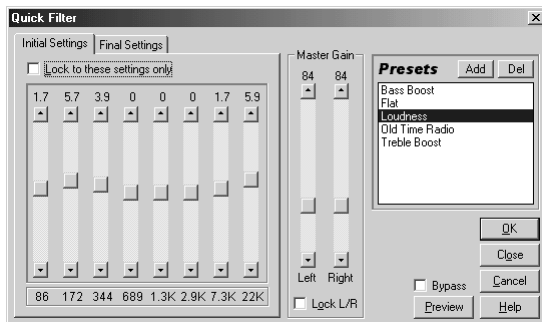 Quick Filter
Initial Settings Final Settings
Lock to these settings only
1.7 5.7 3.9 0 0 0 1.7 5.9
86 172 344 689 1.3K 2.9K 7.3K 22K
Master Gain
84 84
Left Right
Lock L/R
Presets Add Del
Bass Boost
Flat
Loudness
Old Time Radio
Treble Boost
OK
Close
Bypass Cancel
Preview Help